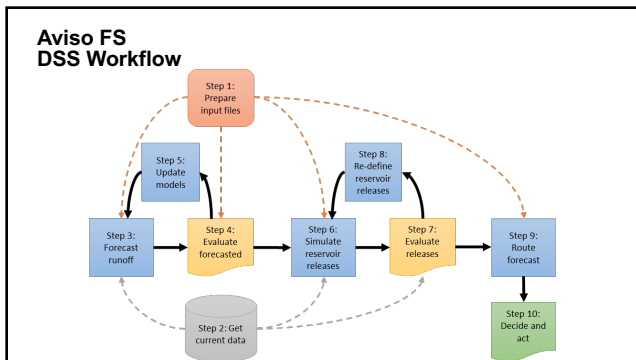 Aviso FS
DSS Workflow
Step 1:
Prepare
input files
Step 5:
Update
models
Step 8:
Re-define
reservoir
releases
Step 3:
Forecast
runoff
Step 4:
Evaluate
forecasted
Step 6:
Simulate
reservoir
releases
Step 7:
Evaluate
releases
Step 9:
Route
forecast
Step 2: Get
current data
Step 10:
Decide and
act